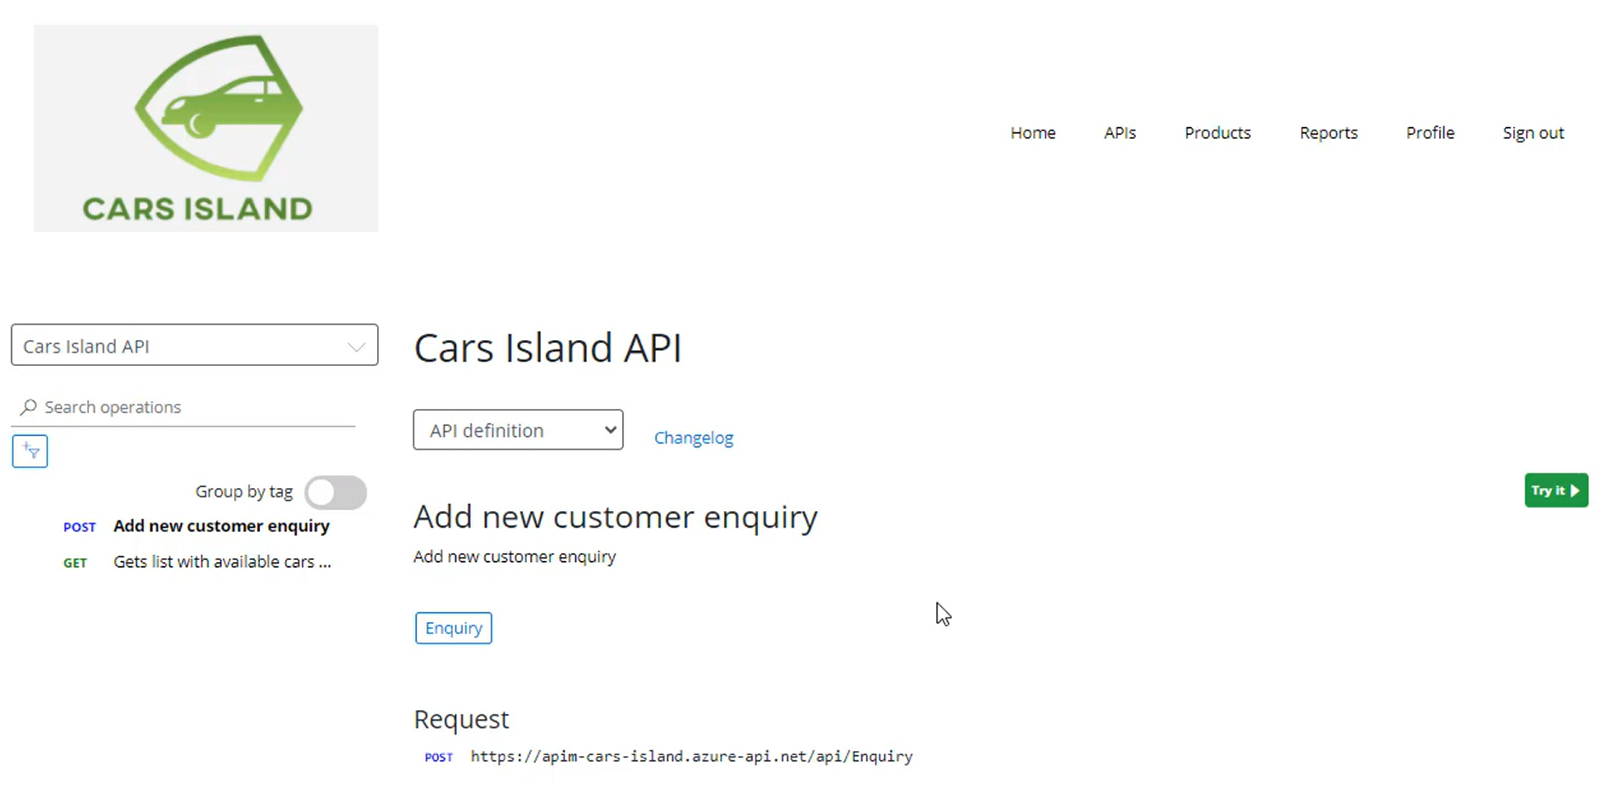 CARS ISLAND
Home APIs Products Reports Profile Sign out
Cars Island API
Search operations
Group by tag
POST Add new customer enquiry
GET Gets list with available cars ...
Cars Island API
API definition Changelog
Try it
Add new customer enquiry
Add new customer enquiry
Enquiry
Request
POST https://apim-cars-island.azure-api.net/api/Enquiry